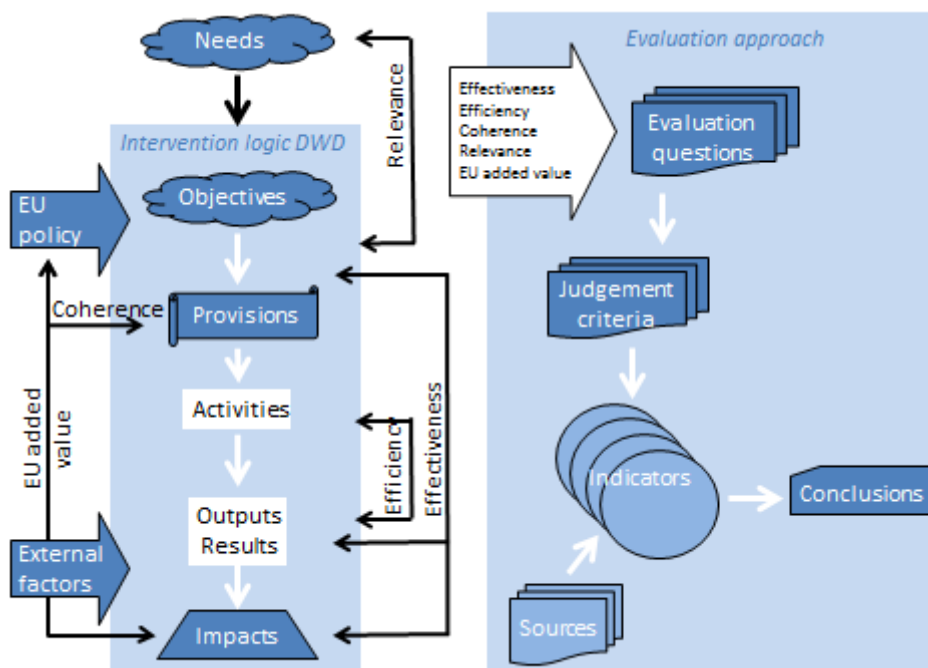 Needs
Intervention logic DWD
Objectives
EU
policy
Coherence
Provisions
Activities
Outputs
Results
External
factors
Impacts
EU added
value
Relevance
Efficiency
Effectiveness
Evaluation approach
Effectiveness
Efficiency
Coherence
Relevance
EU added value
Evaluation
questions
Judgement
criteria
Indicators
Conclusions
Sources